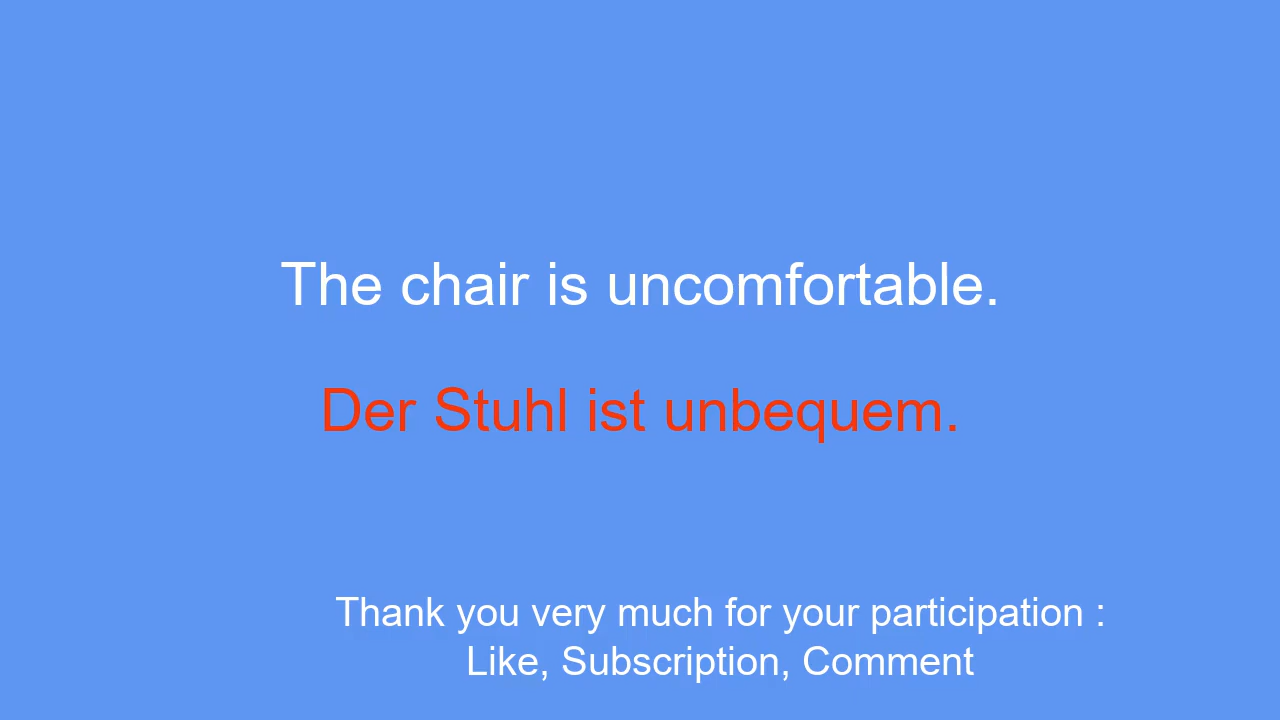 The chair is uncomfortable.
Der Stuhl ist unbequem.
Thank you very much for your participation :
Like, Subscription, Comment